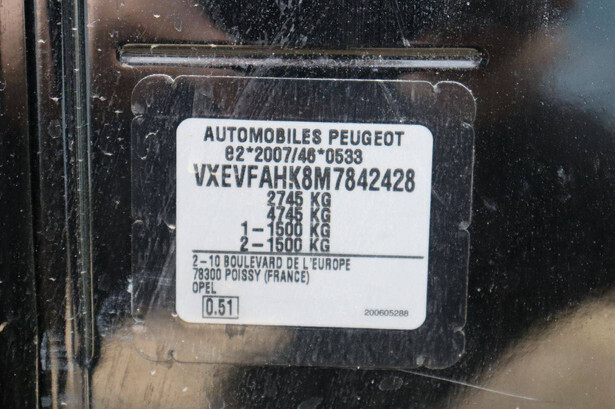 AUTOMOBILES PEUGEOT
e2*2007/46*0533
VXEVFAHK8M7842428
2745 KG
4745 KG
1-1500 KG
2-1500 KG
2-10 BOULEVARD DE L'EUROPE
78300 POISSY (FRANCE)
OPEL
0.51
200605288